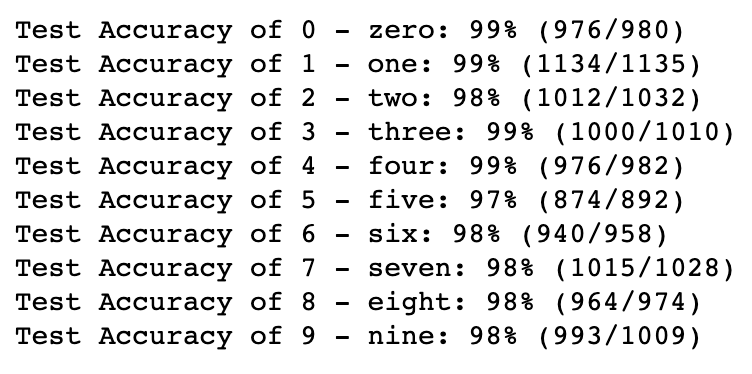 Test Accuracy of 0 - zero: 99% (976/980)
Test Accuracy of 1 - one: 99% (1134/1135)
Test Accuracy of 2 - two: 98% (1012/1032)
Test Accuracy of 3 - three: 99% (1000/1010)
Test Accuracy of 4 - four: 99% (976/982)
Test Accuracy of 5 - five: 97% (874/892)
Test Accuracy of 6 - six: 98% (940/958)
Test Accuracy of 7 - seven: 98% (1015/1028)
Test Accuracy of 8 - eight: 98% (964/974)
Test Accuracy of 9 - nine: 98% (993/1009)